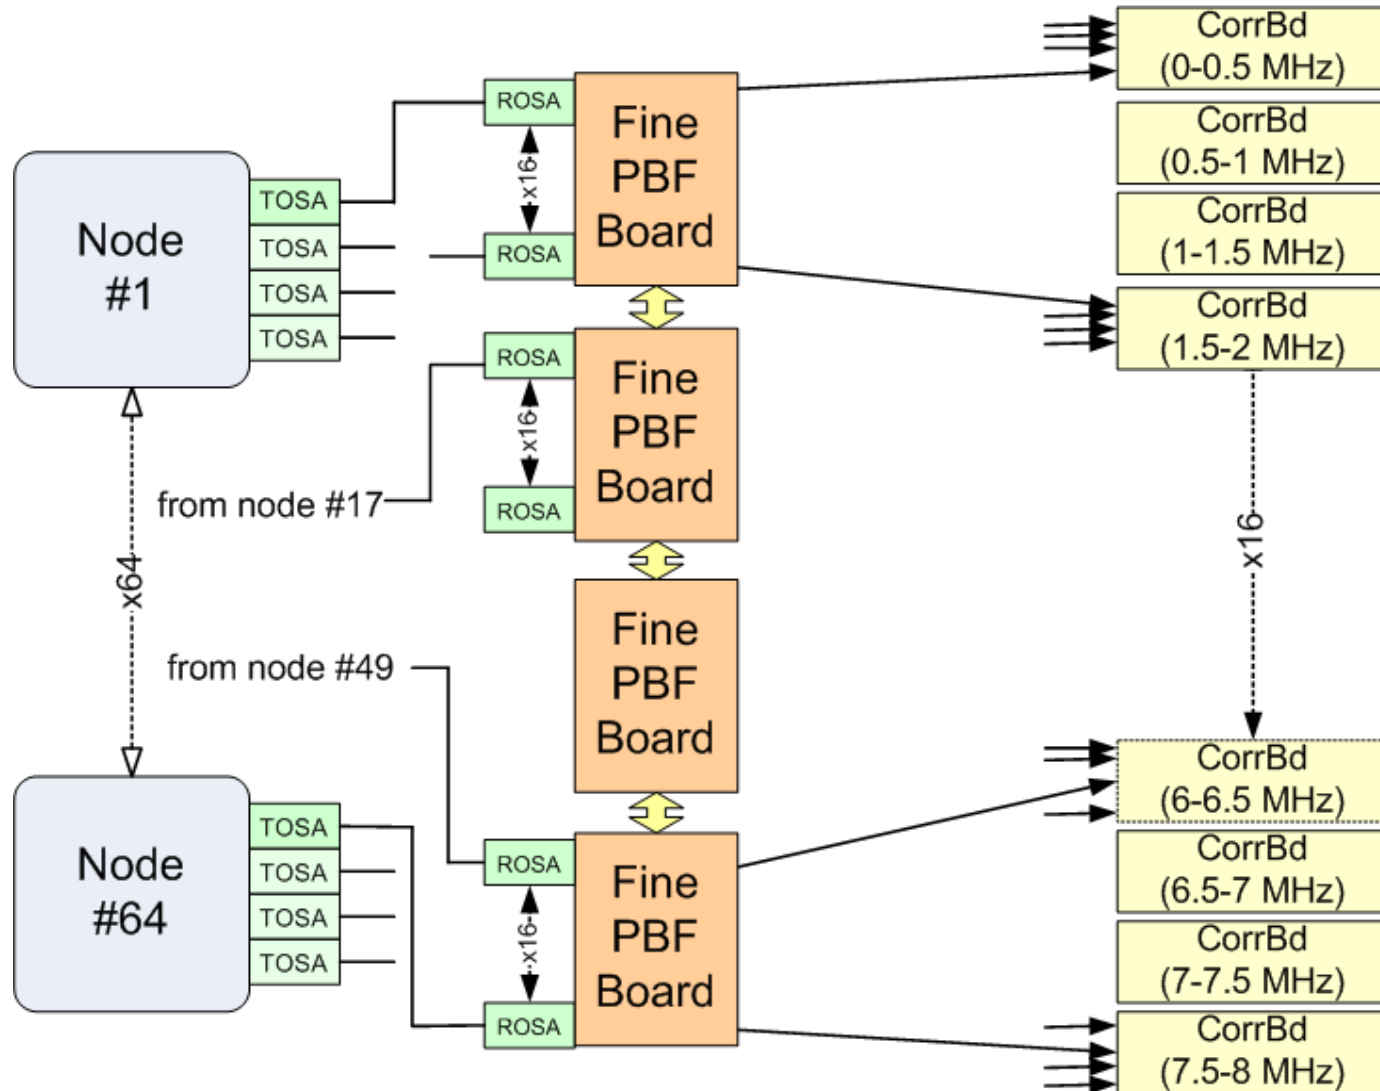 Node
#1
TOSA
TOSA
TOSA
TOSA
x64
Node
#64
TOSA
TOSA
TOSA
TOSA
from node #17
from node #49
ROSA
x16
ROSA
Fine
PBF
Board
ROSA
x16
ROSA
Fine
PBF
Board
Fine
PBF
Board
ROSA
x16
ROSA
Fine
PBF
Board
CorrBd
(0-0.5 MHz)
CorrBd
(0.5-1 MHz)
CorrBd
(1-1.5 MHz)
CorrBd
(1.5-2 MHz)
x16
CorrBd
(6-6.5 MHz)
CorrBd
(6.5-7 MHz)
CorrBd
(7-7.5 MHz)
CorrBd
(7.5-8 MHz)